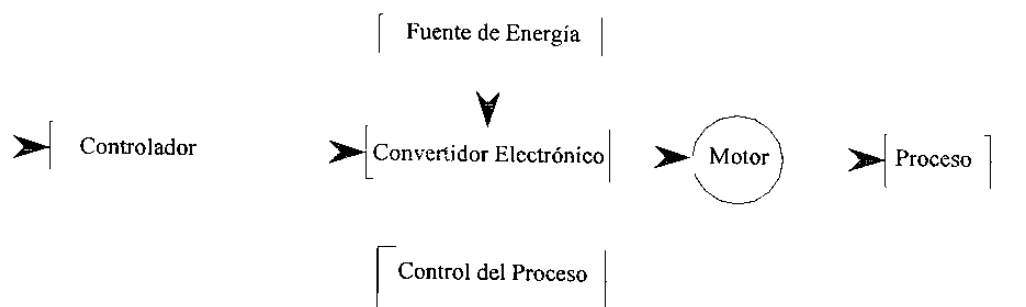 Fuente de Energía
Controlador
Convertidor Electrónico
Motor
Proceso
Control del Proceso